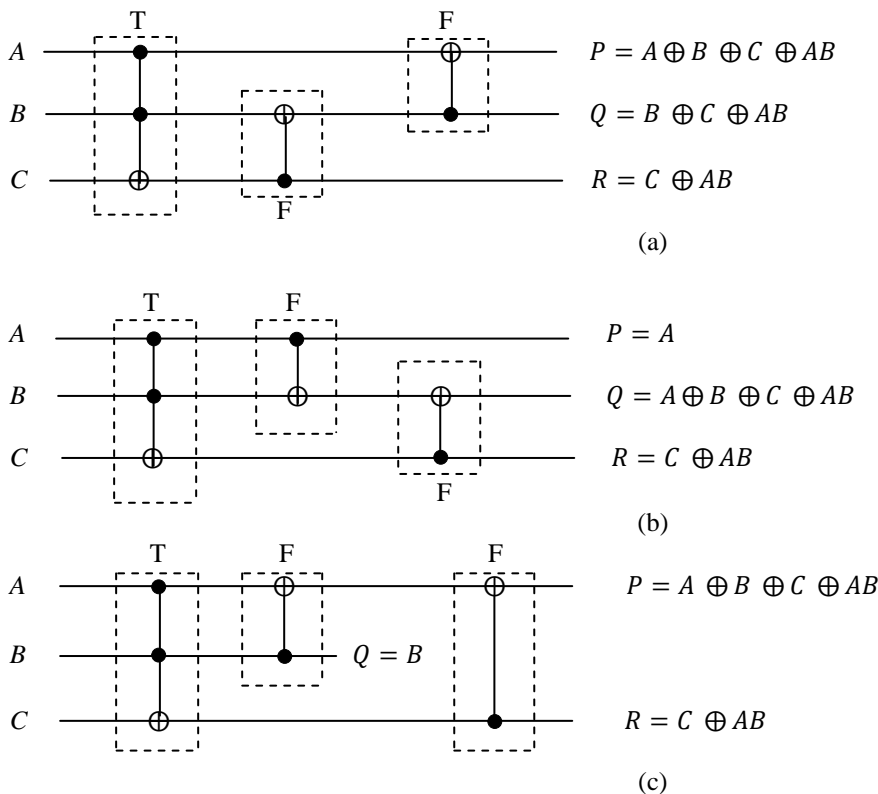 T F
A P = A ⊕ B ⊕ C ⊕ AB
B Q = B ⊕ C ⊕ AB
C R = C ⊕ AB
F
(a)
T F
A P = A
B Q = A ⊕ B ⊕ C ⊕ AB
C R = C ⊕ AB
F
(b)
T F F
A P = A ⊕ B ⊕ C ⊕ AB
B Q = B
C R = C ⊕ AB
(c)